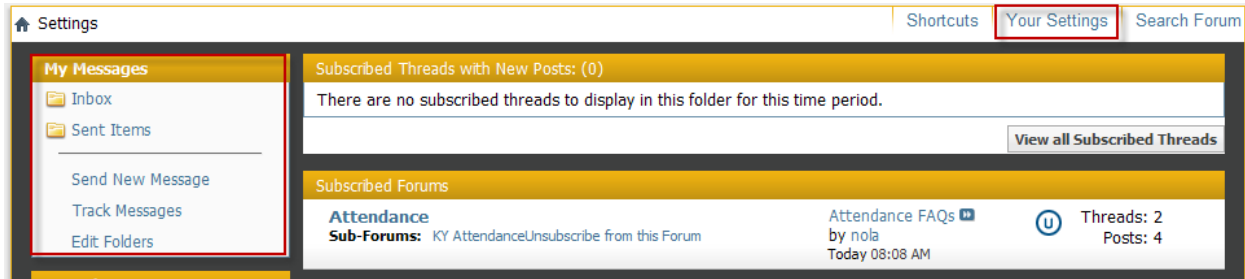 Settings
Shortcuts Your Settings Search Forum
My Messages
Inbox
Sent Items
Send New Message
Track Messages
Edit Folders
Subscribed Threads with New Posts: (0)
There are no subscribed threads to display in this folder for this time period.
View all Subscribed Threads
Subscribed Forums
Attendance
Sub-Forums: KY AttendanceUnsubscribe from this Forum
Attendance FAQs
by nola
Today 08:08 AM
U
Threads: 2
Posts: 4